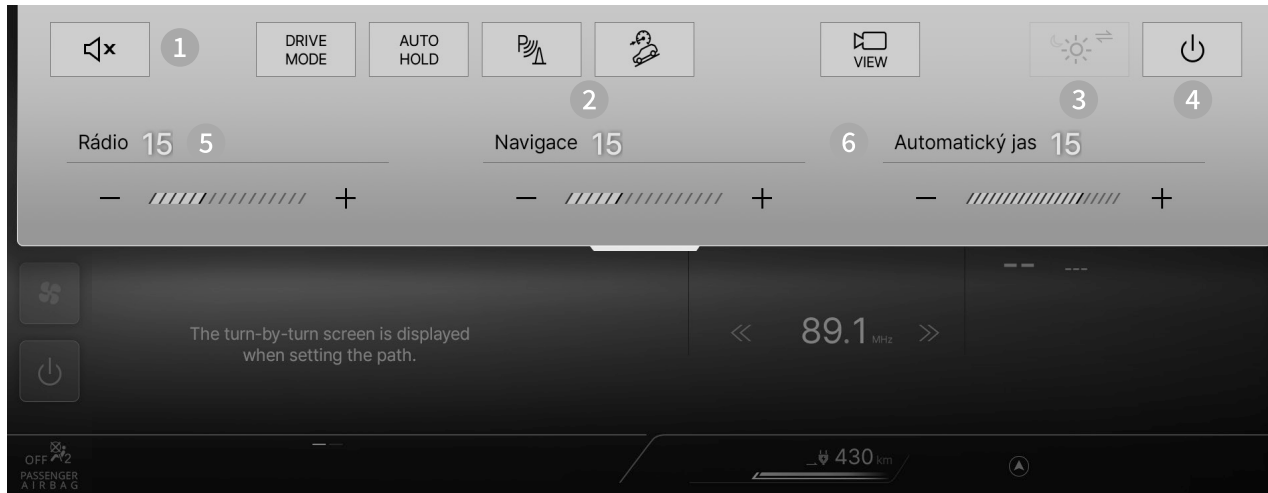 1
DRIVE MODE
AUTO HOLD
P
VIEW
2
3
4
Rádio 15 5
Navigace 15
6 Automatický jas 15
The turn-by-turn screen is displayed
when setting the path.
89.1 MHz
-- ---
OFF 2
PASSENGER
AIRBAG
430 km